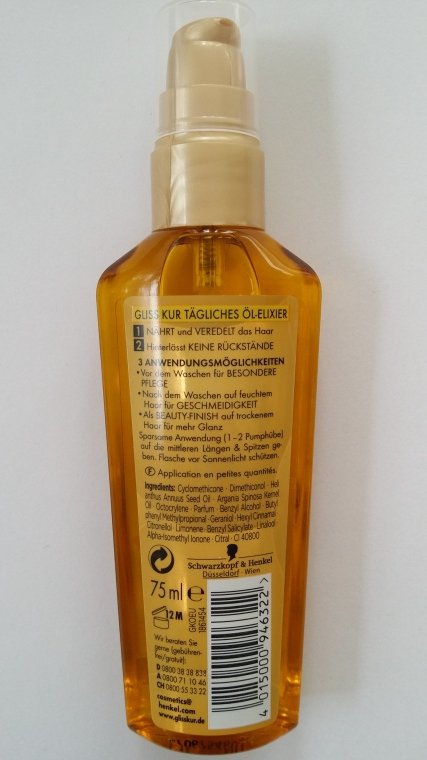 GLISS KUR TÄGLICHES ÖL-ELIXIER
1 NÄHRT und VEREDELT das Haar
2 Hinterlässt KEINE RÜCKSTÄNDE
3 ANWENDUNGSMÖGLICHKEITEN
• Vor dem Waschen für BESONDERE
PFLEGE
• Nach dem Waschen auf feuchtem
Haar für GESCHMEIDIGKEIT
• Als BEAUTY-FINISH auf trockenem
Haar für mehr Glanz
Sparsame Anwendung (1–2 Pumphübe)
auf die mittleren Längen & Spitzen ge-
ben. Flasche vor Sonnenlicht schützen.
F Application en petites quantités.
Ingredients: Cyclomethicone · Dimethiconol · Heli
anthus Annuus Seed Oil · Argania Spinosa Kernel
Oil · Octocrylene · Parfum · Benzyl Alcohol · Butyl
phenyl Methylpropional · Geraniol · Hexyl Cinnamal
Citronellol · Limonene · Benzyl Salicylate · Linalool
Alpha-Isomethyl Ionone · Citral · CI 40800
Schwarzkopf & Henkel
Düsseldorf Wien
75 ml e
12M
GKOEU
1861454
Wir beraten Sie
gerne (gebühren-
frei/gratuit):
D 0800 38 38 838
A 0800 71 10 46
CH 0800 55 33 22
cosmetics@
henkel.com
www.glisskur.de
4 015000 946322 >